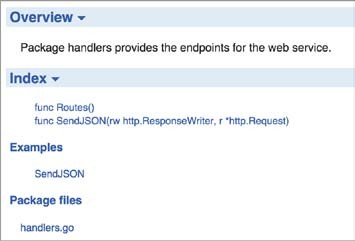 Overview
Package handlers provides the endpoints for the web service.
Index
func Routes()
func SendJSON(rw http.ResponseWriter, r *http.Request)
Examples
SendJSON
Package files
handlers.go